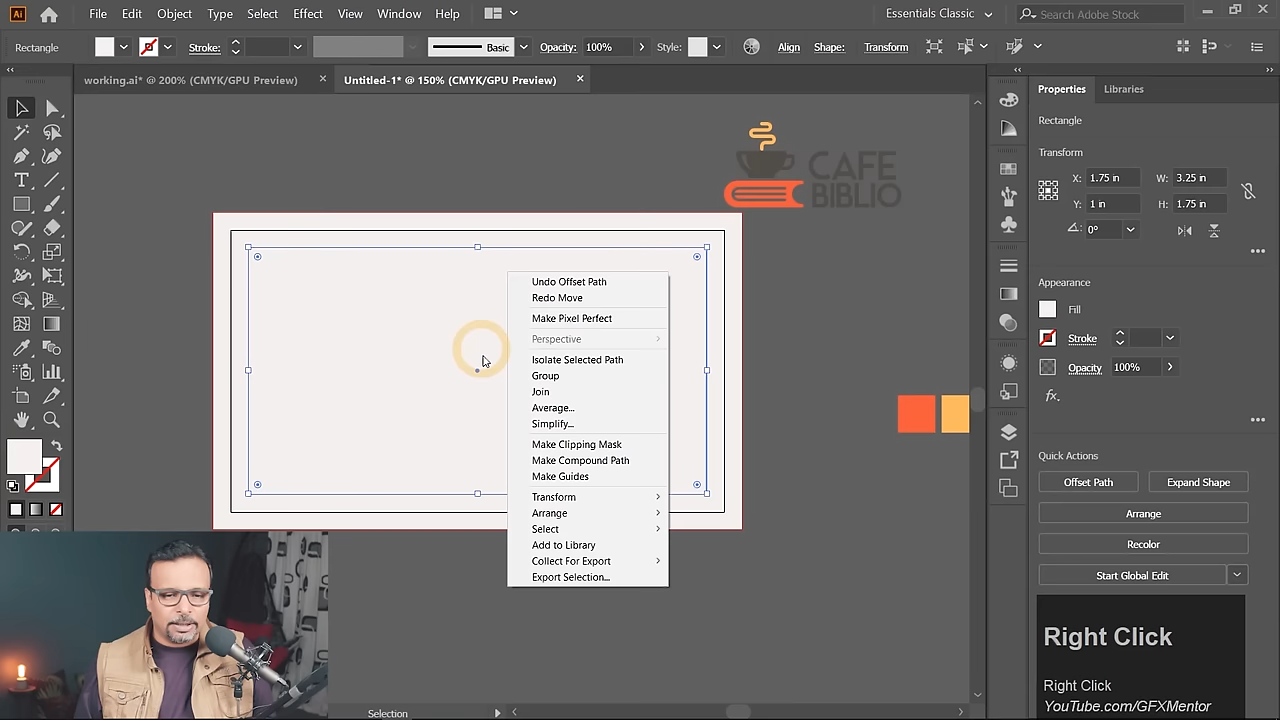 Ai File Edit Object Type Select Effect View Window Help Essentials Classic Search Adobe Stock
Rectangle Stroke: Basic Opacity: 100% Style: Align Shape: Transform
working.ai* @ 200% (CMYK/GPU Preview) Untitled-1* @ 150% (CMYK/GPU Preview)
CAFE
BIBLIO
Undo Offset Path
Redo Move
Make Pixel Perfect
Perspective
Isolate Selected Path
Group
Join
Average...
Simplify...
Make Clipping Mask
Make Compound Path
Make Guides
Transform
Arrange
Select
Add to Library
Collect For Export
Export Selection...
Properties Libraries
Rectangle
Transform
X: 1.75 in W: 3.25 in
Y: 1 in H: 1.75 in
0°
Appearance
Fill
Stroke
Opacity 100%
fx.
Quick Actions
Offset Path Expand Shape
Arrange
Recolor
Start Global Edit
Right Click
Right Click
YouTube.com/GFXMentor
Selection